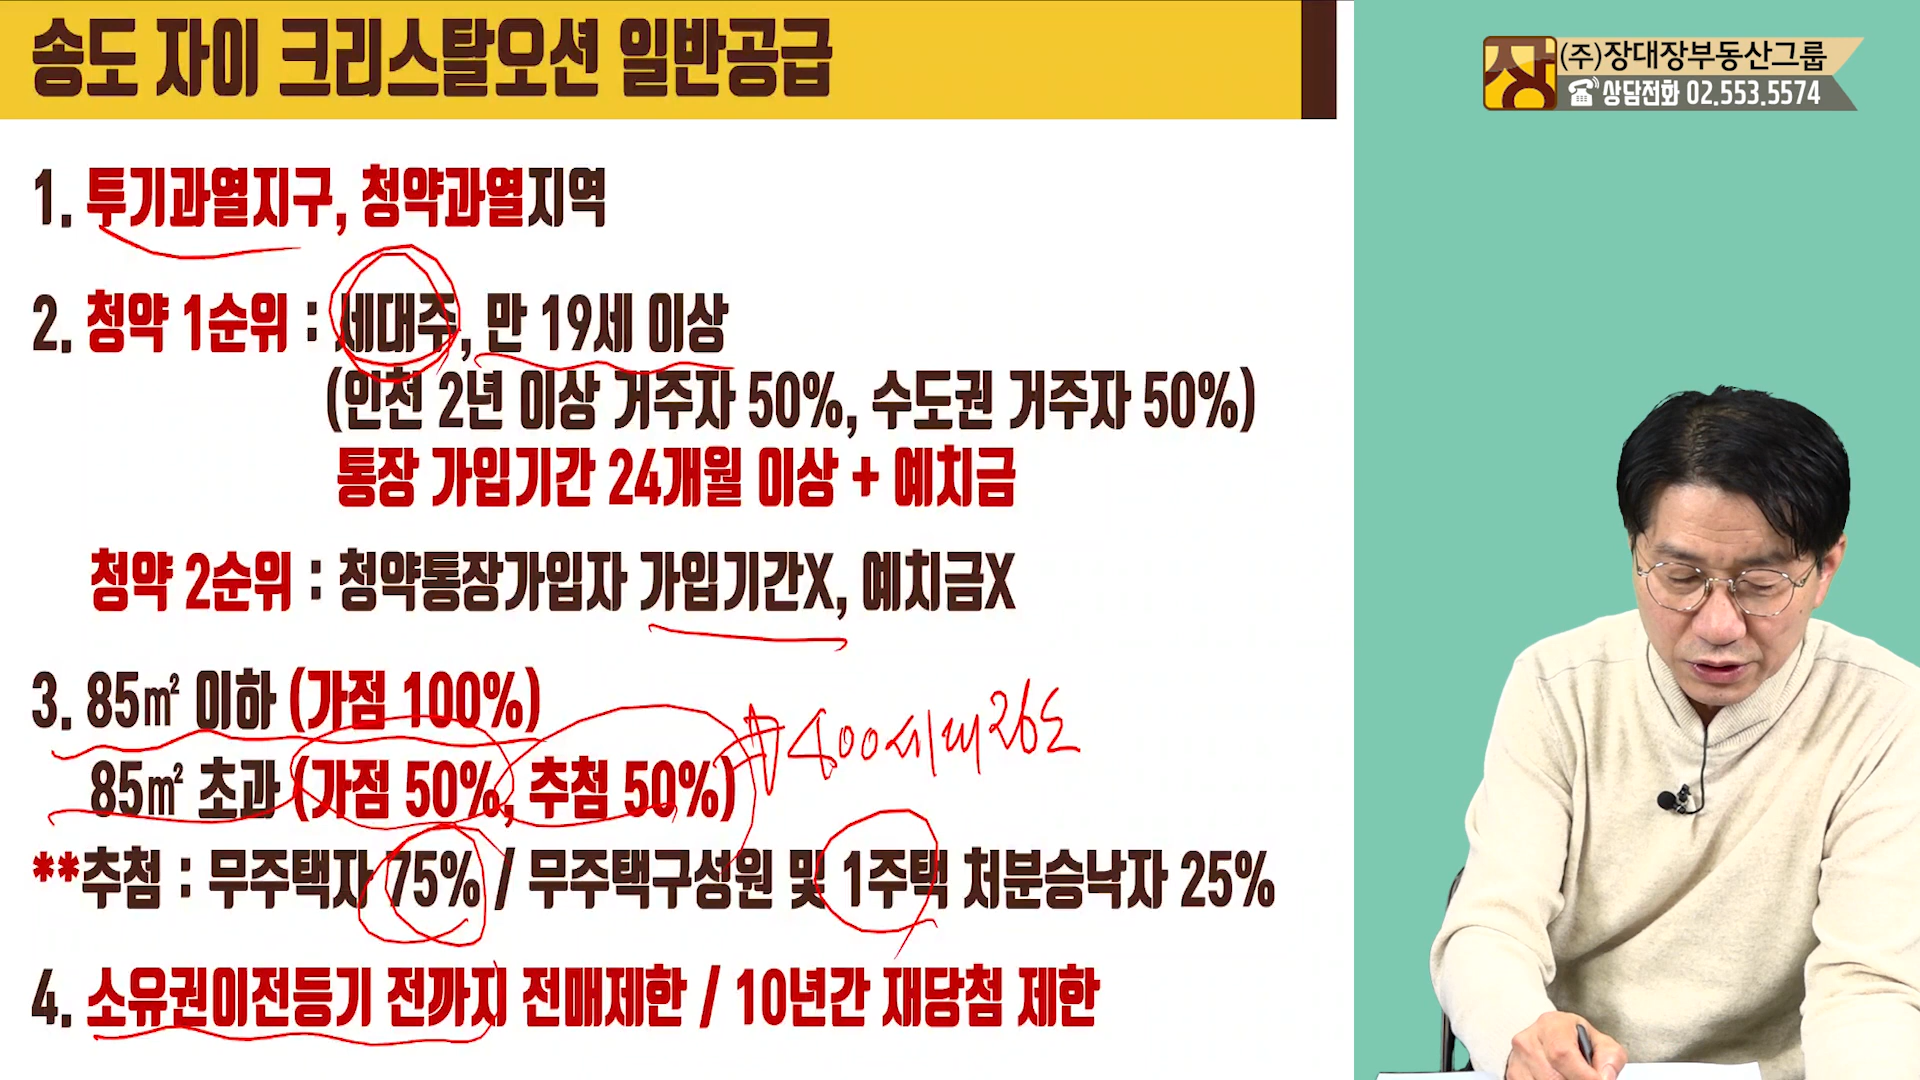 송도 자이 크리스탈오션 일반공급
(주)장대장부동산그룹
상담전화 02.553.5574
1. 투기과열지구, 청약과열지역
2. 청약 1순위 : 세대주, 만 19세 이상
(인천 2년 이상 거주자 50%, 수도권 거주자 50%)
통장 가입기간 24개월 이상 + 예치금
청약 2순위 : 청약통장가입자 가입기간X, 예치금X
3. 85㎡ 이하 (가점 100%)
85㎡ 초과 (가점 50%, 추첨 50%)
400세대
**추첨 : 무주택자 75% / 무주택구성원 및 1주택 처분승낙자 25%
4. 소유권이전등기 전까지 전매제한 / 10년간 재당첨 제한